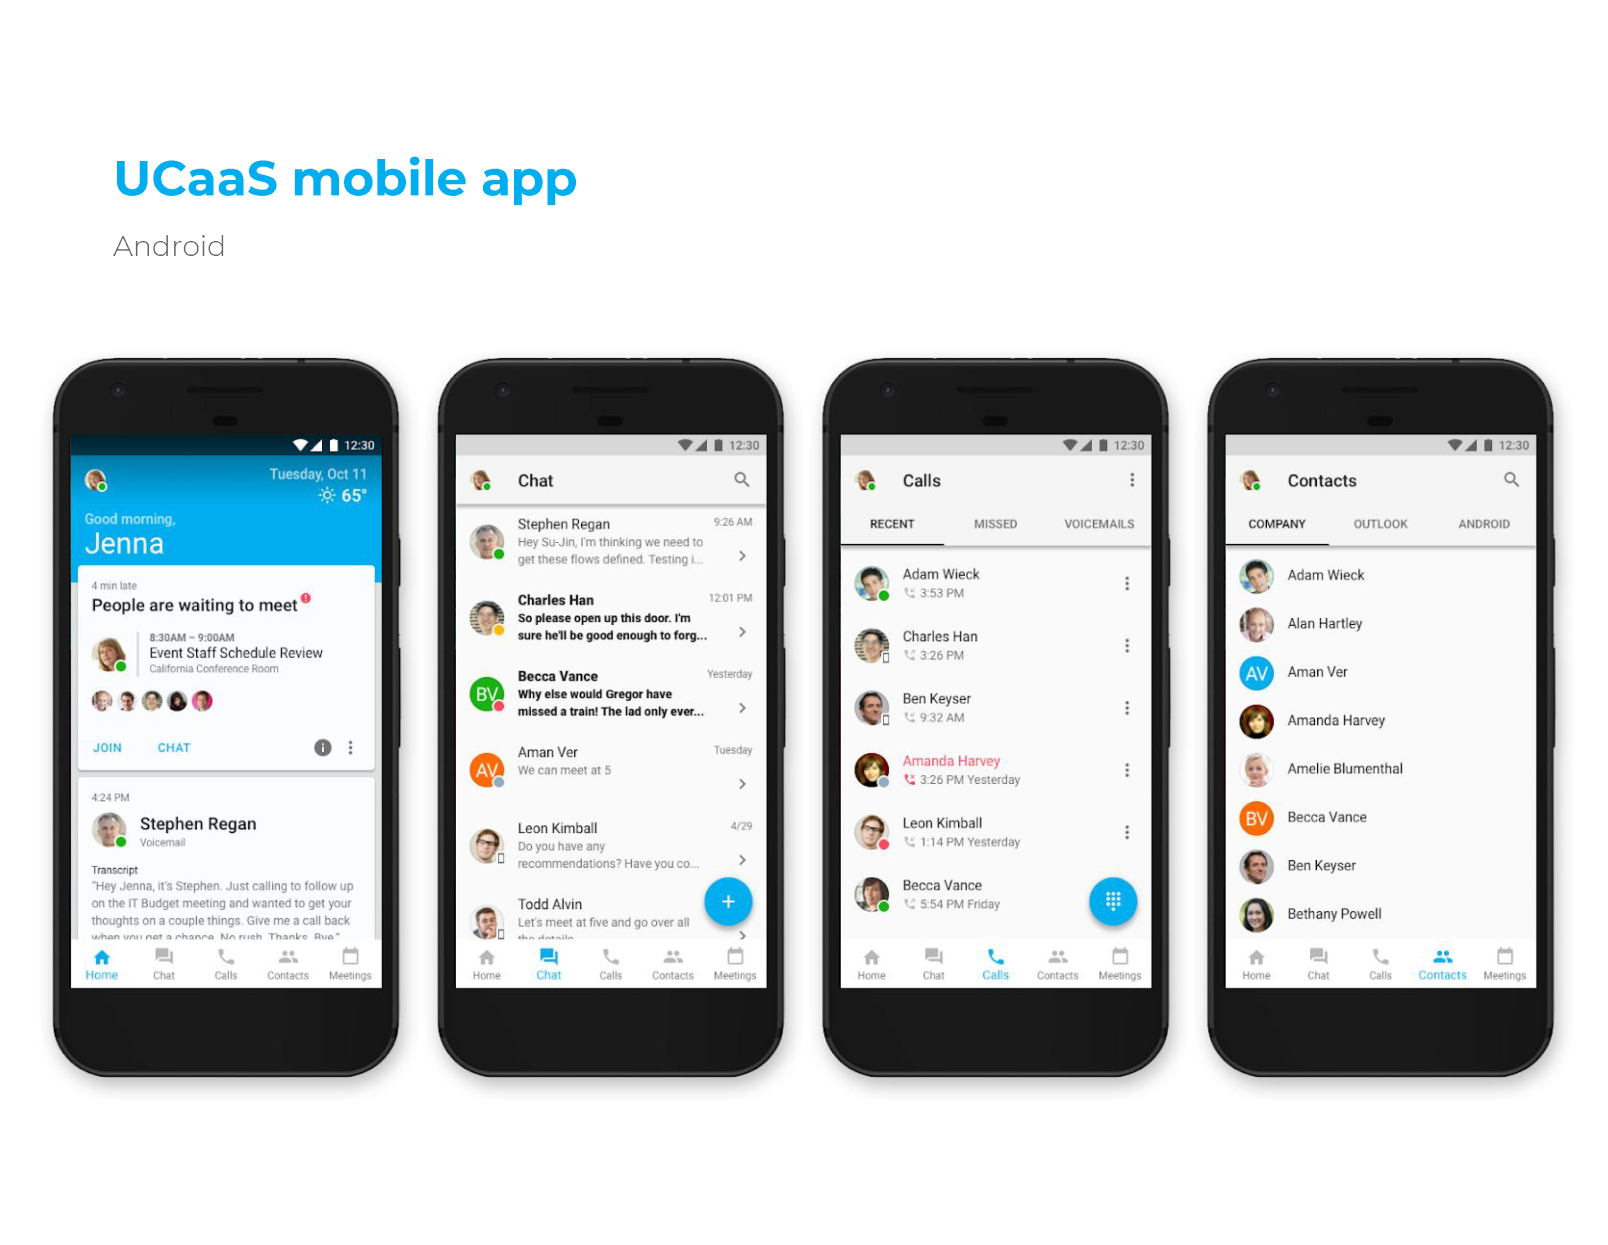 UCaaS mobile app
Android
12:30
Tuesday, Oct 11
65°
Good morning,
Jenna
4 min late
People are waiting to meet
8:30AM – 9:00AM
Event Staff Schedule Review
California Conference Room
JOIN CHAT
4:24 PM
Stephen Regan
Voicemail
Transcript
"Hey Jenna, it's Stephen. Just calling to follow up
on the IT Budget meeting and wanted to get your
thoughts on a couple things. Give me a call back
when you get a chance. No rush. Thanks. Bye."
Home Chat Calls Contacts Meetings
12:30
Chat
Stephen Regan 9:26 AM
Hey Su-Jin, I'm thinking we need to
get these flows defined. Testing i...
Charles Han 12:01 PM
So please open up this door. I'm
sure he'll be good enough to forg...
BV
Becca Vance Yesterday
Why else would Gregor have
missed a train! The lad only ever...
AV
Aman Ver Tuesday
We can meet at 5
Leon Kimball 4/29
Do you have any
recommendations? Have you co...
Todd Alvin
Let's meet at five and go over all
the details
Home Chat Calls Contacts Meetings
12:30
Calls
RECENT MISSED VOICEMAILS
Adam Wieck
3:53 PM
Charles Han
3:26 PM
Ben Keyser
9:32 AM
Amanda Harvey
3:26 PM Yesterday
Leon Kimball
1:14 PM Yesterday
Becca Vance
5:54 PM Friday
Home Chat Calls Contacts Meetings
12:30
Contacts
COMPANY OUTLOOK ANDROID
Adam Wieck
Alan Hartley
AV Aman Ver
Amanda Harvey
Amelie Blumenthal
BV Becca Vance
Ben Keyser
Bethany Powell
Home Chat Calls Contacts Meetings